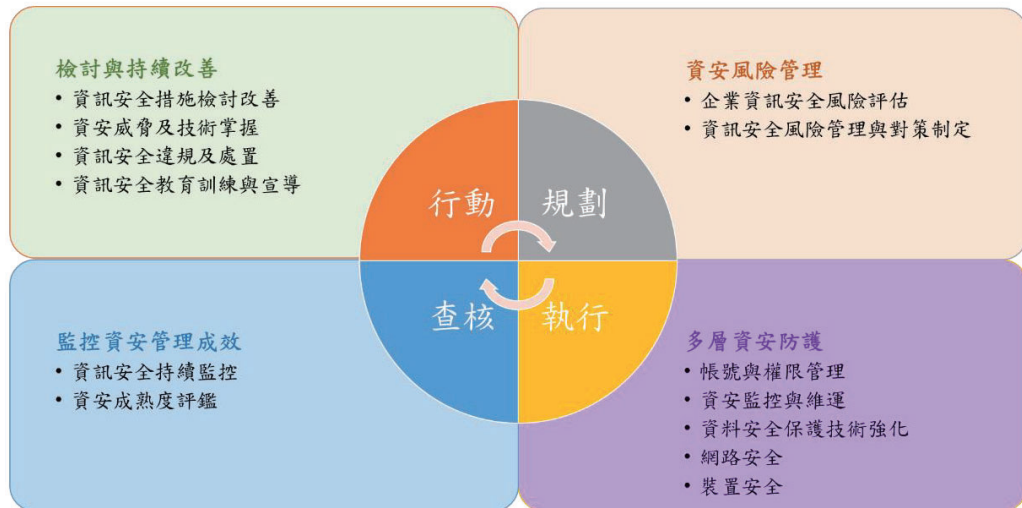 檢討與持續改善
• 資訊安全措施檢討改善
• 資安威脅及技術掌握
• 資訊安全違規及處置
• 資訊安全教育訓練與宣導
資安風險管理
• 企業資訊安全風險評估
• 資訊安全風險管理與對策制定
行動
規劃
查核
執行
監控資安管理成效
• 資訊安全持續監控
• 資安成熟度評鑑
多層資安防護
• 帳號與權限管理
• 資安監控與維運
• 資料安全保護技術強化
• 網路安全
• 裝置安全